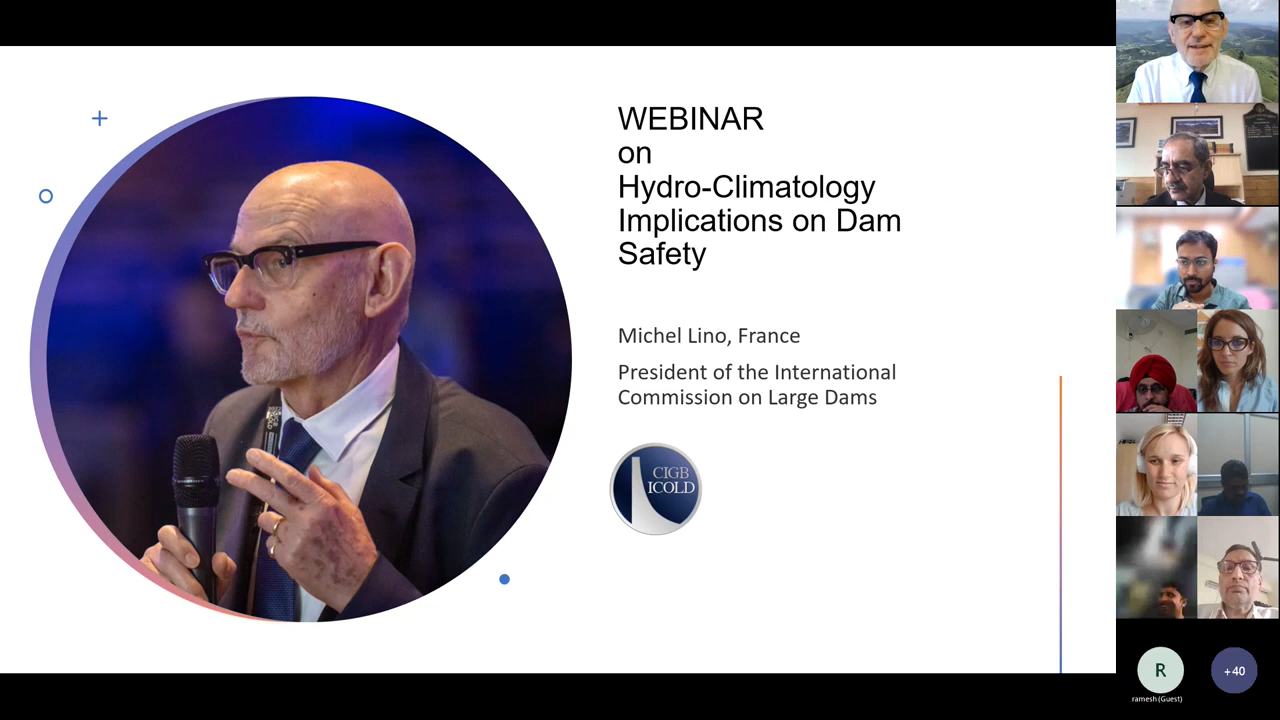 WEBINAR
on
Hydro-Climatology
Implications on Dam
Safety
Michel Lino, France
President of the International
Commission on Large Dams
CIGB
ICOLD
R
+40
ramesh (Guest)